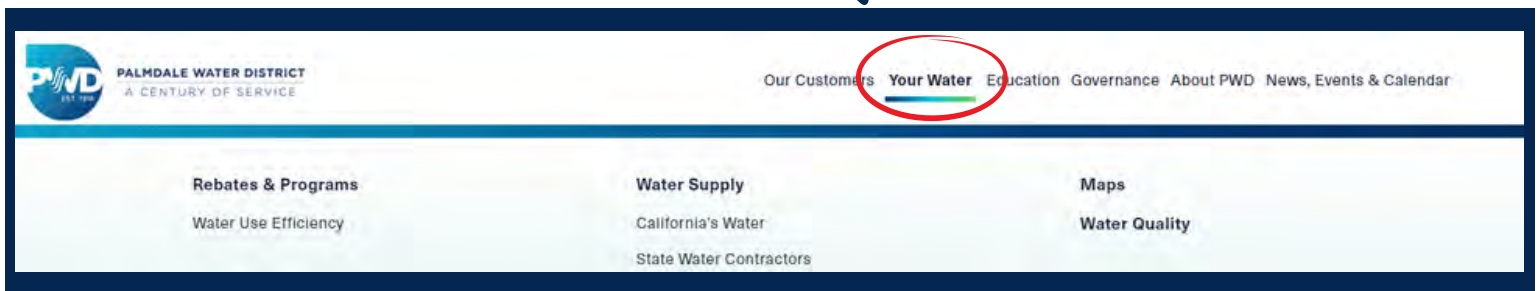 PWD
EST. 1918
PALMDALE WATER DISTRICT
A CENTURY OF SERVICE
Our Customers Your Water Education Governance About PWD News, Events & Calendar
Rebates & Programs
Water Use Efficiency
Water Supply
California's Water
State Water Contractors
Maps
Water Quality